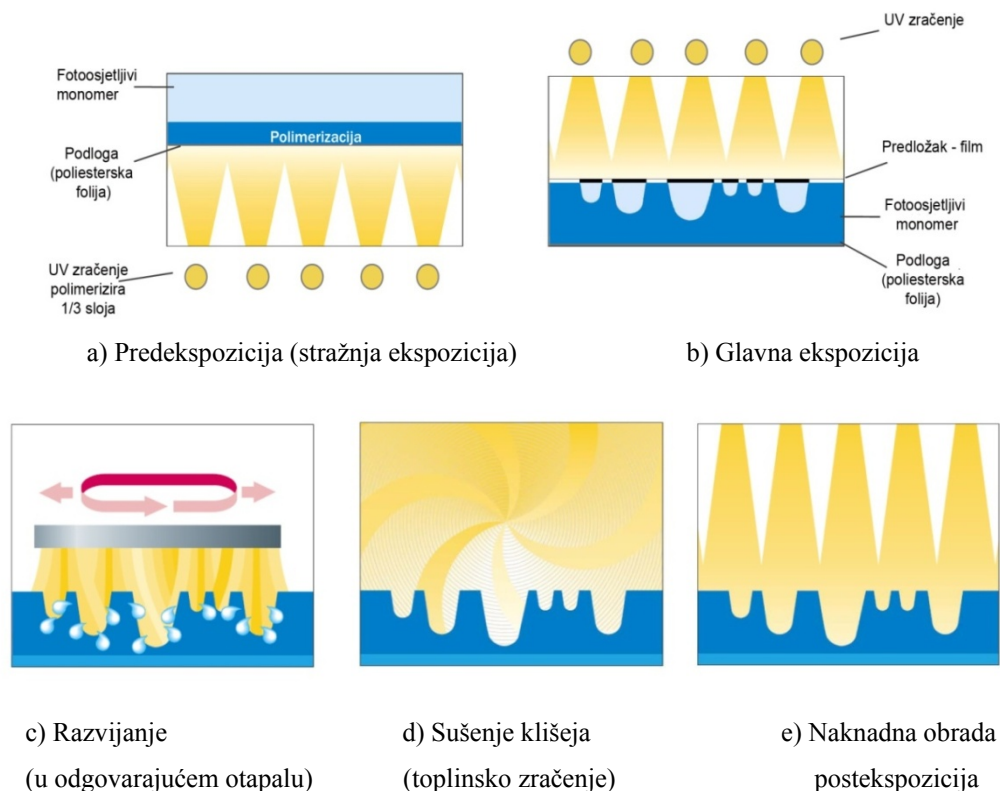 Fotoosjetljivi
monomer
Polimerizacija
Podloga
(poliesterska
folija)
UV zračenje
polimerizira
1/3 sloja
a) Predekspozicija (stražnja ekspozicija)
UV zračenje
Predložak - film
Fotoosjetljivi
monomer
Podloga
(poliesterska
folija)
b) Glavna ekspozicija
c) Razvijanje
(u odgovarajućem otapalu)
d) Sušenje klišeja
(toplinsko zračenje)
e) Naknadna obrada
postekspozicija